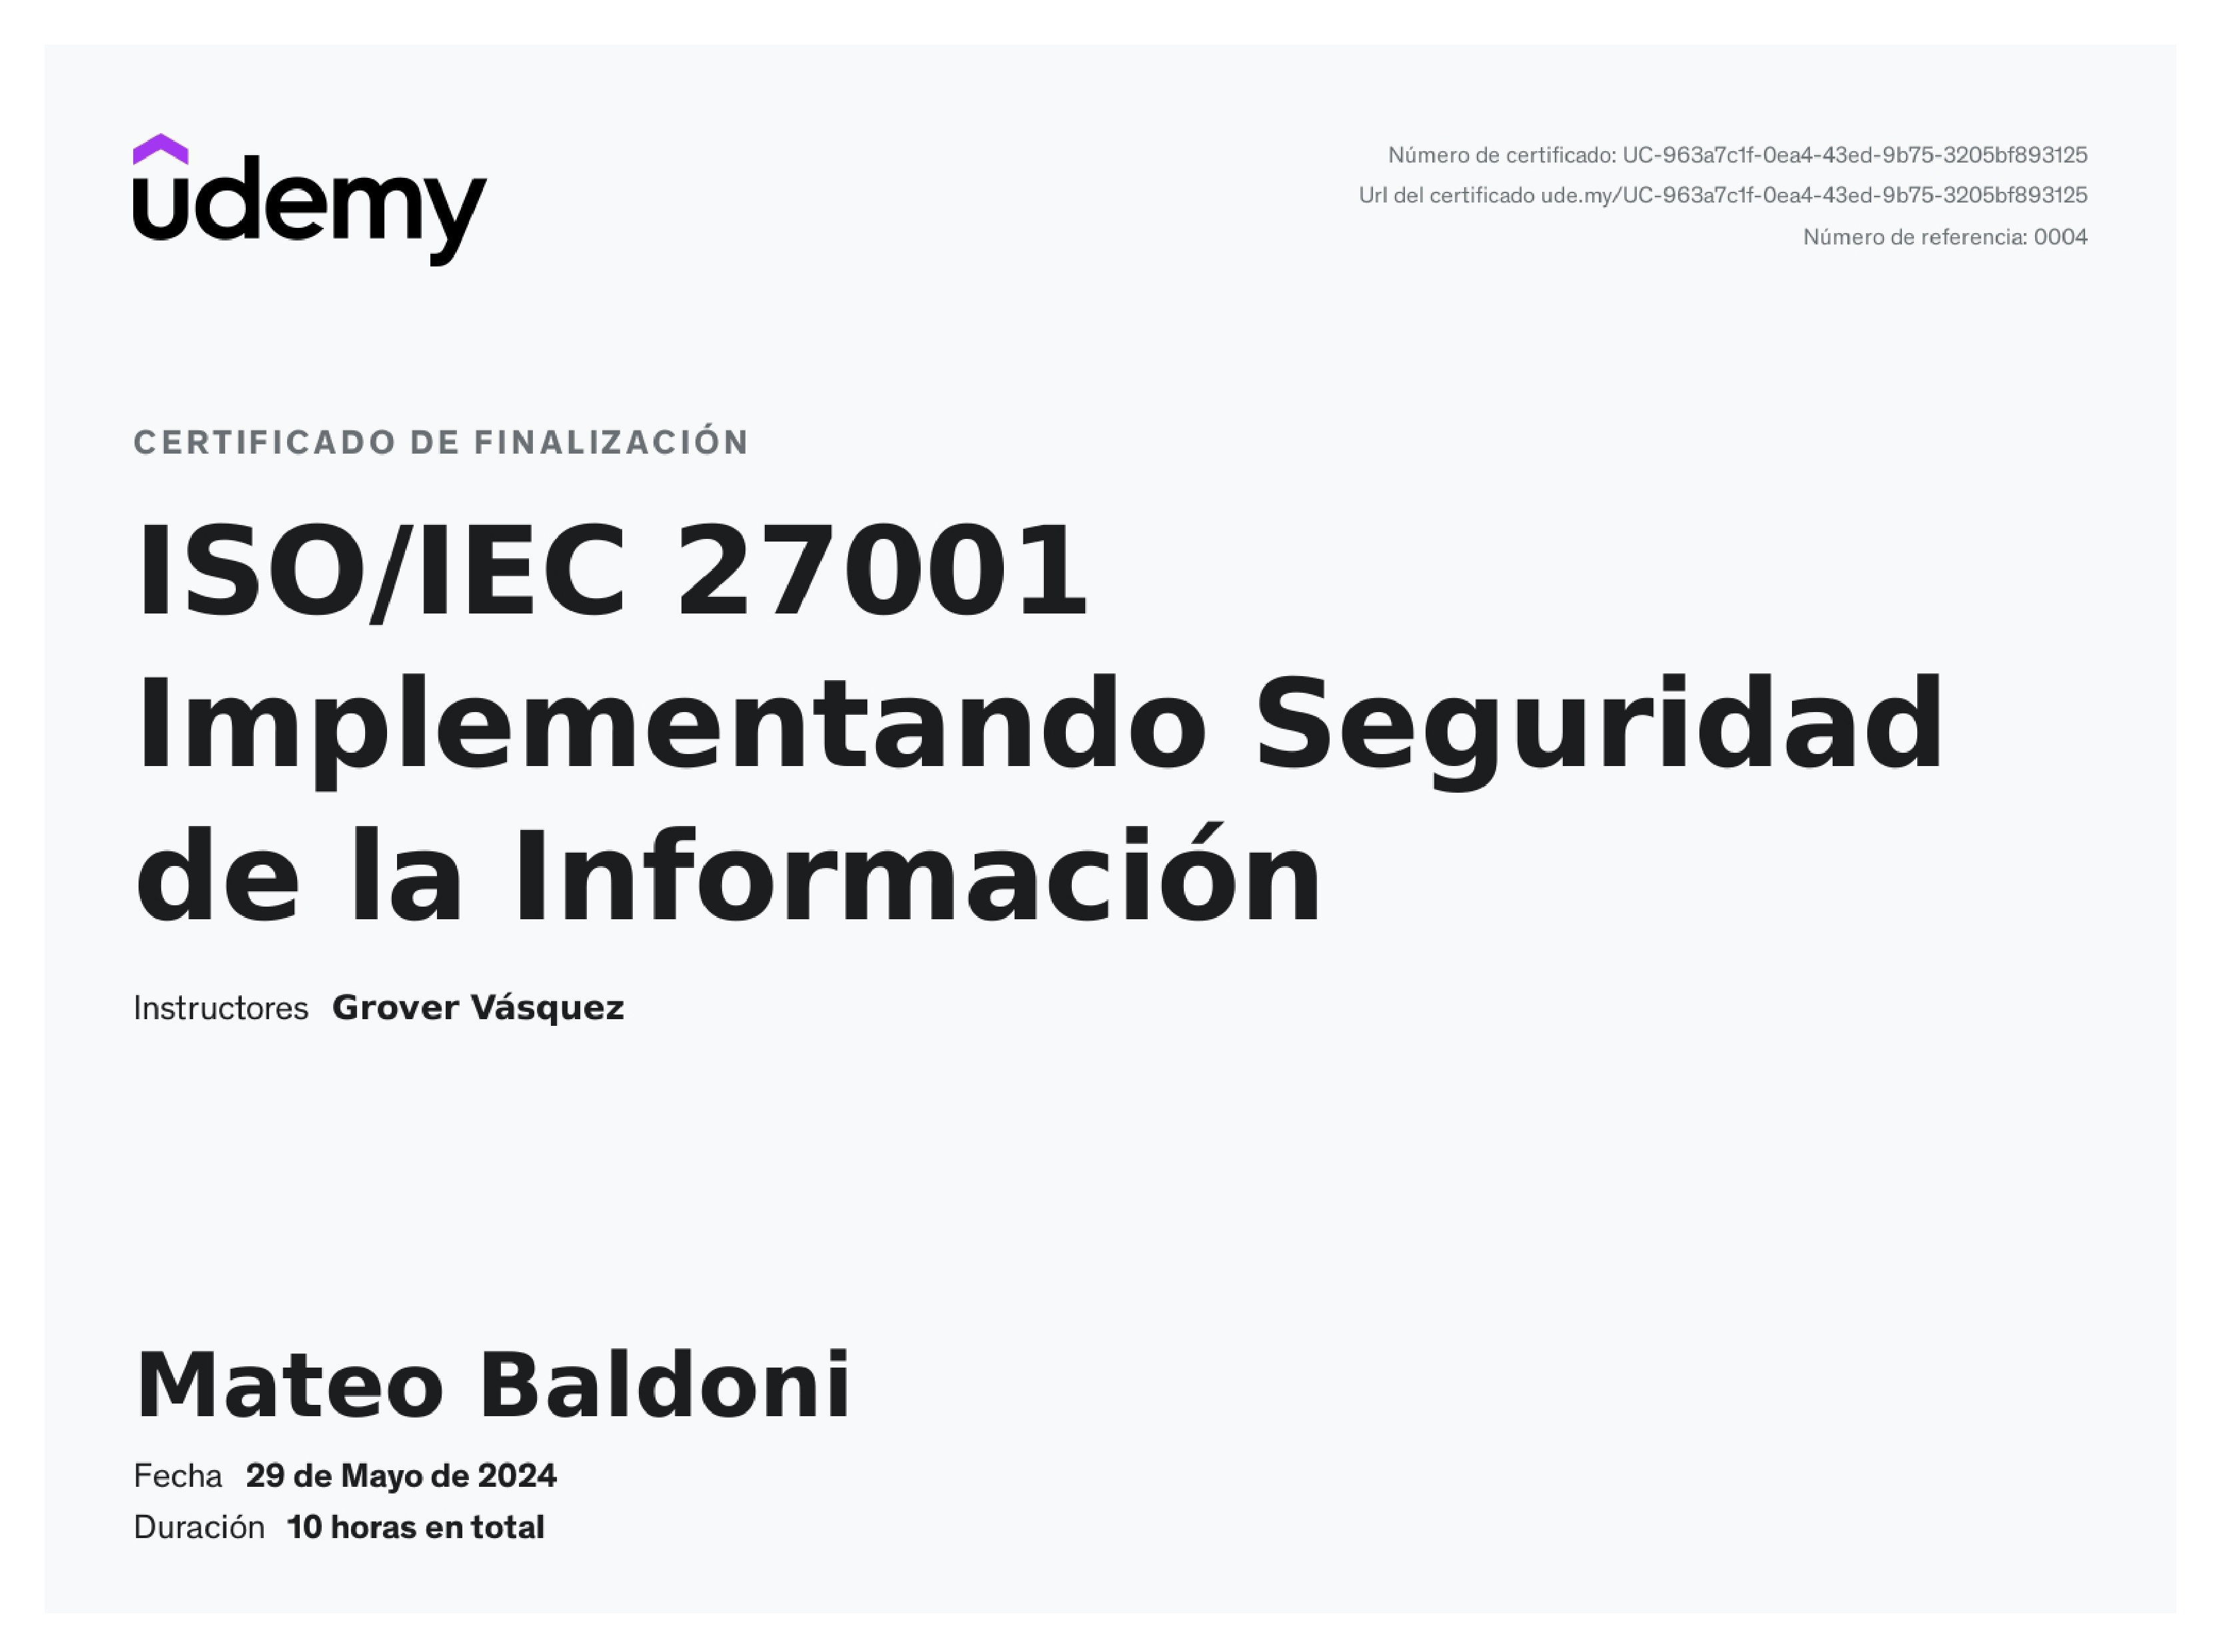 udemy
Número de certificado: UC-963a7c1f-0ea4-43ed-9b75-3205bf893125
Url del certificado ude.my/UC-963a7c1f-0ea4-43ed-9b75-3205bf893125
Número de referencia: 0004
CERTIFICADO DE FINALIZACIÓN
ISO/IEC 27001
Implementando Seguridad
de la Información
Instructores Grover Vásquez
Mateo Baldoni
Fecha 29 de Mayo de 2024
Duración 10 horas en total